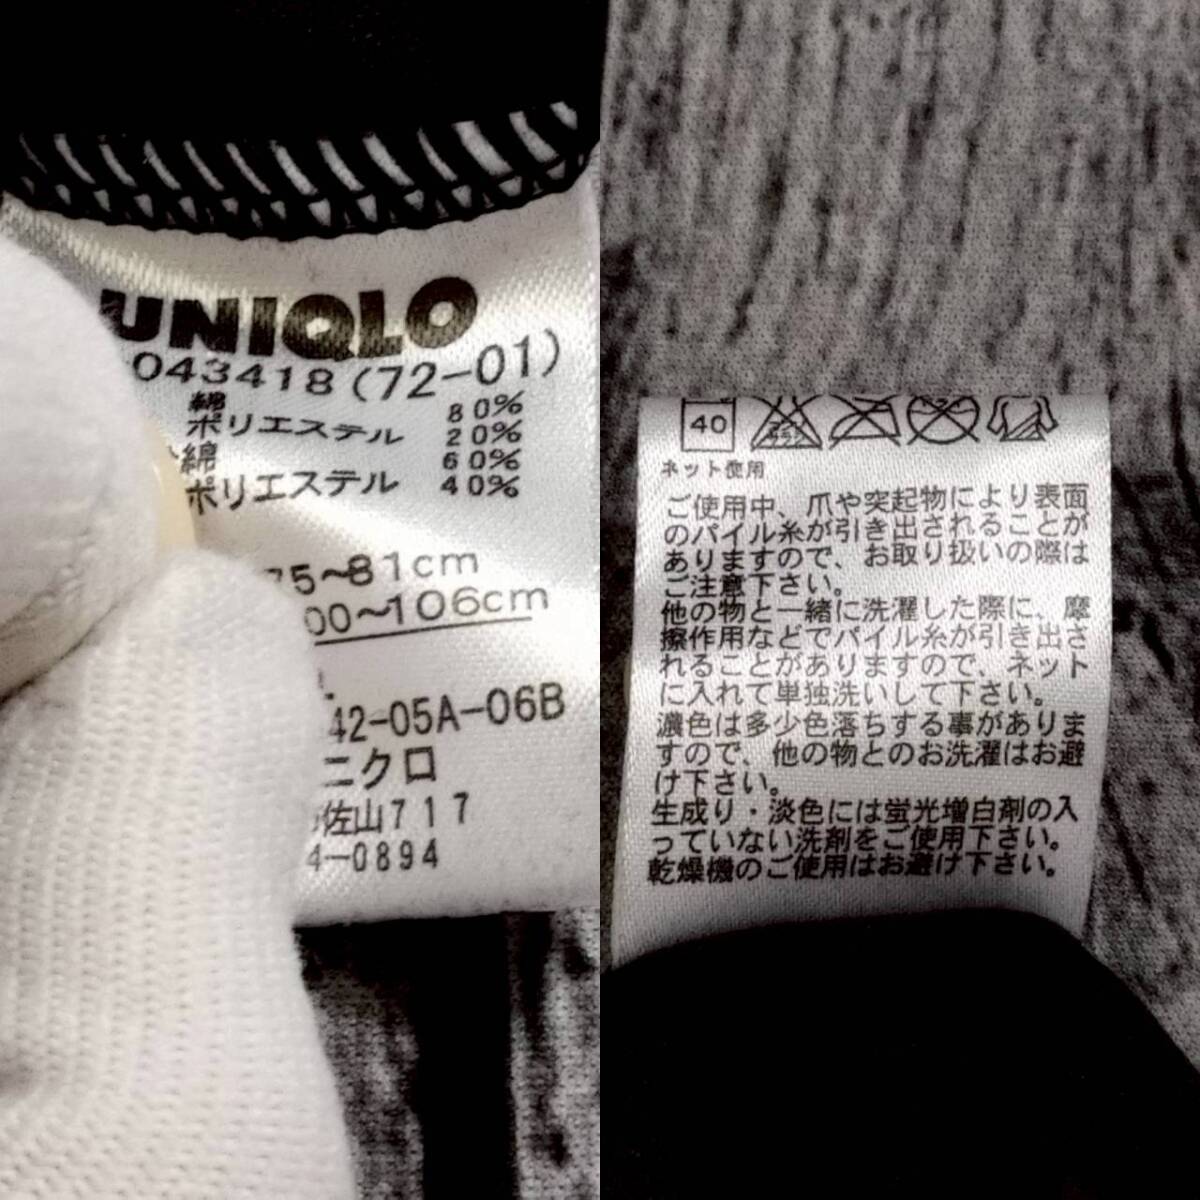 UNIQLO
043418(72-01)
綿 80%
ポリエステル 20%
綿 60%
ポリエステル 40%
75~81cm
00~106cm
42-05A-06B
ニクロ
佐山717
4-0894
40
ネット使用
ご使用中、爪や突起物により表面
のパイル糸が引き出されることが
ありますので、お取り扱いの際は
ご注意下さい。
他の物と一緒に洗濯した際に、摩
擦作用などでパイル糸が引き出さ
れることがありますので、ネット
に入れて単独洗いして下さい。
濃色は多少色落ちする事がありま
すので、他の物とのお洗濯はお避
け下さい。
生成り・淡色には蛍光増白剤の入
っていない洗剤をご使用下さい。
乾燥機のご使用はお避け下さい。